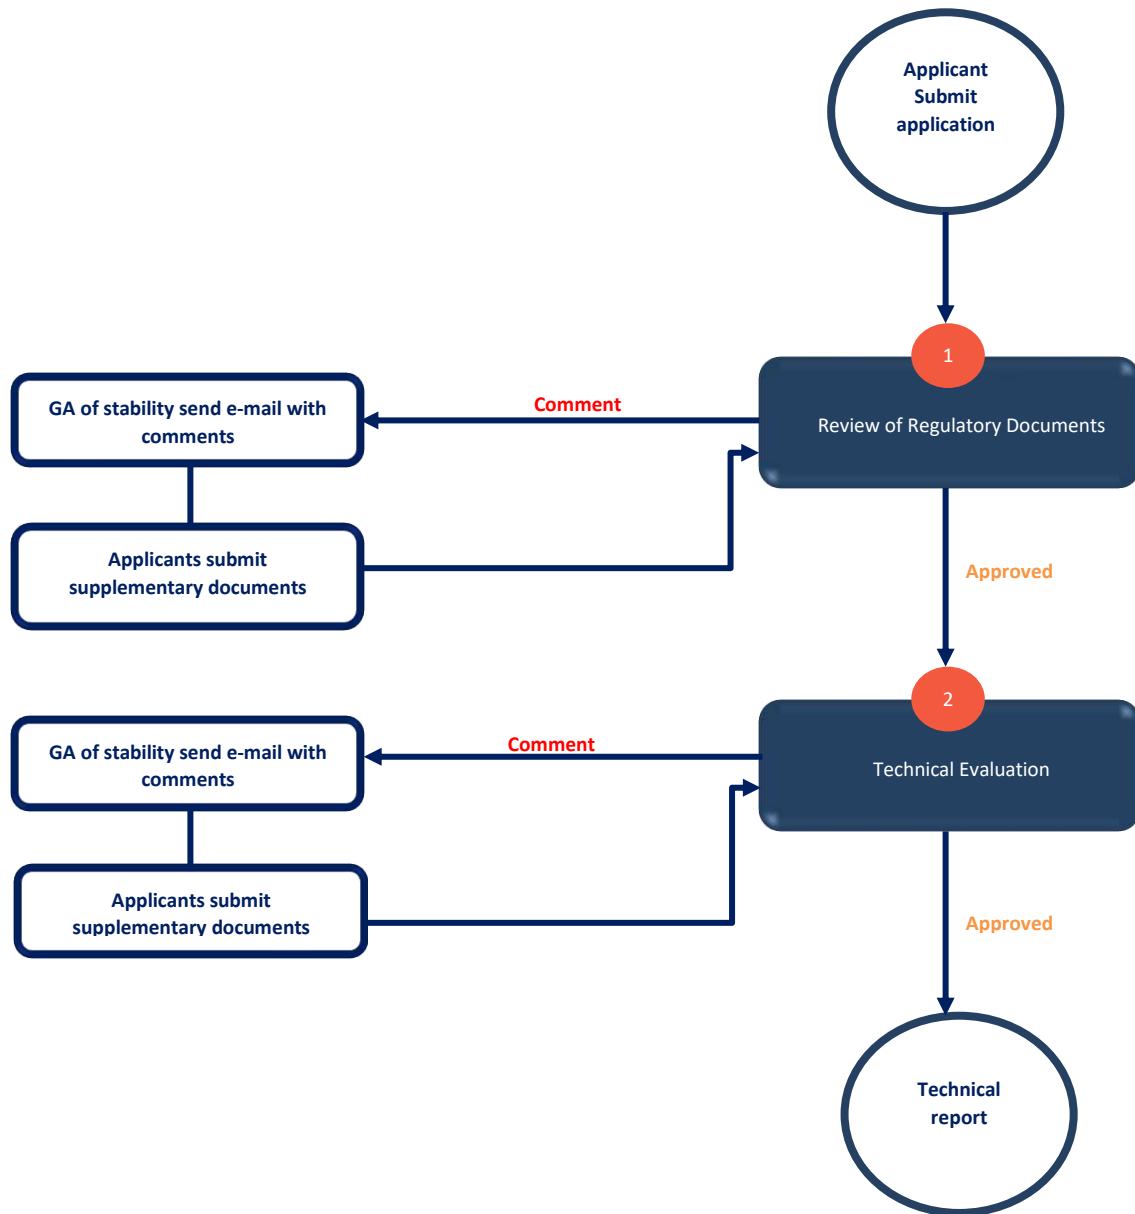 Applicant
Submit
application
1
Review of Regulatory Documents
Comment
GA of stability send e-mail with
comments
Applicants submit
supplementary documents
Approved
2
Technical Evaluation
Comment
GA of stability send e-mail with
comments
Applicants submit
supplementary documents
Approved
Technical
report